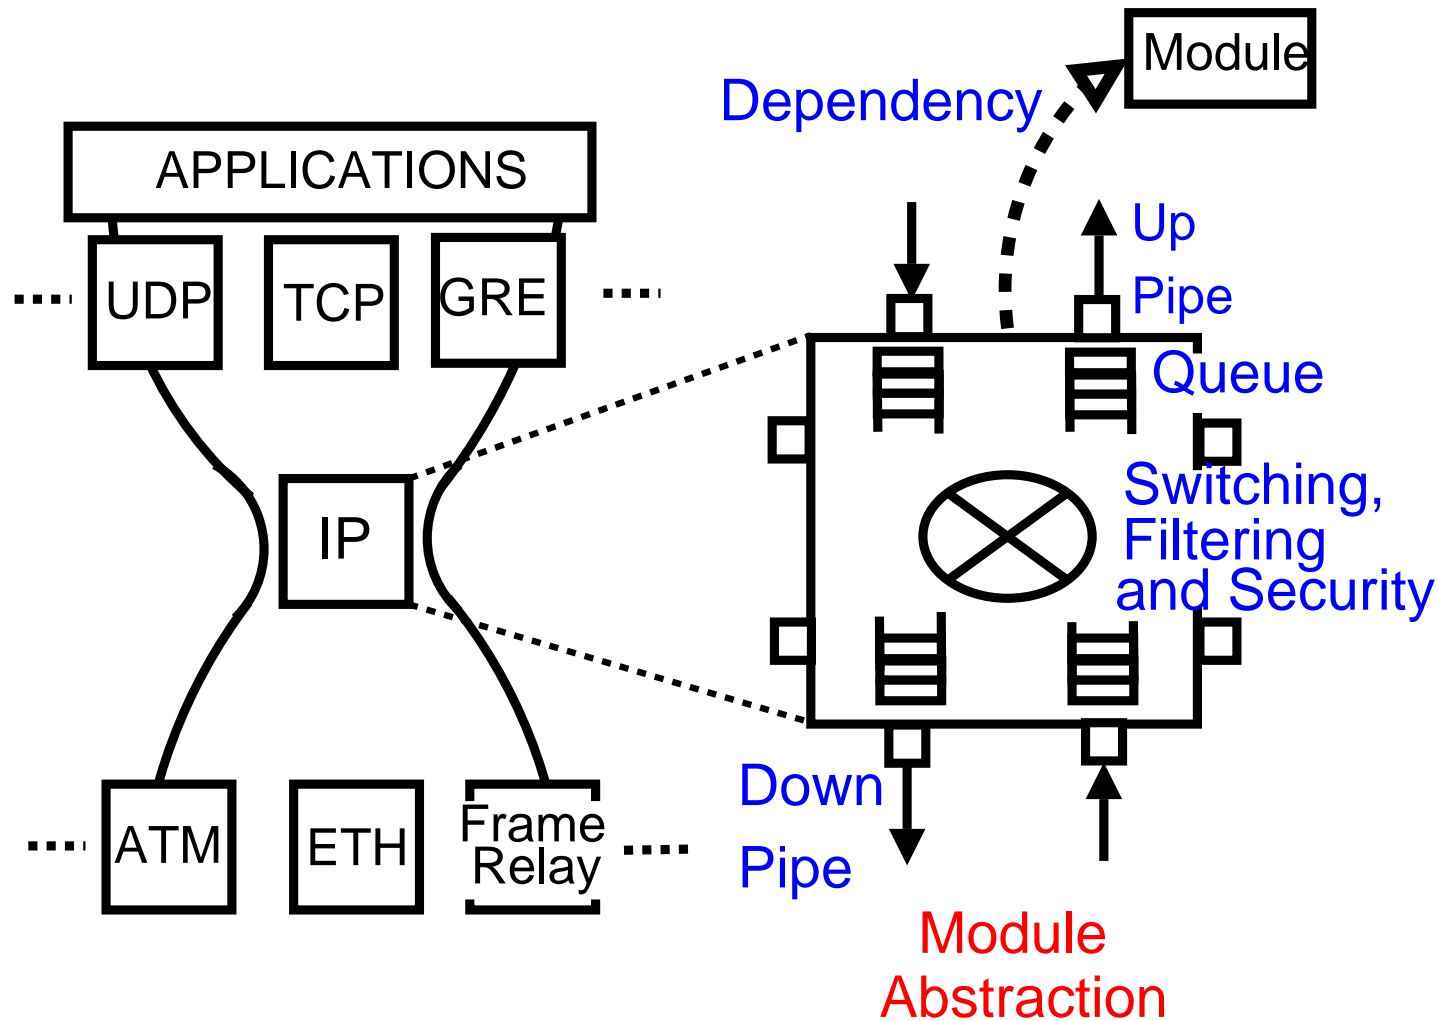 Module
Dependency
APPLICATIONS
UDP
TCP
GRE
Up
Pipe
Queue
Switching,
Filtering
and Security
IP
Down
Pipe
ATM
ETH
Frame
Relay
Module
Abstraction